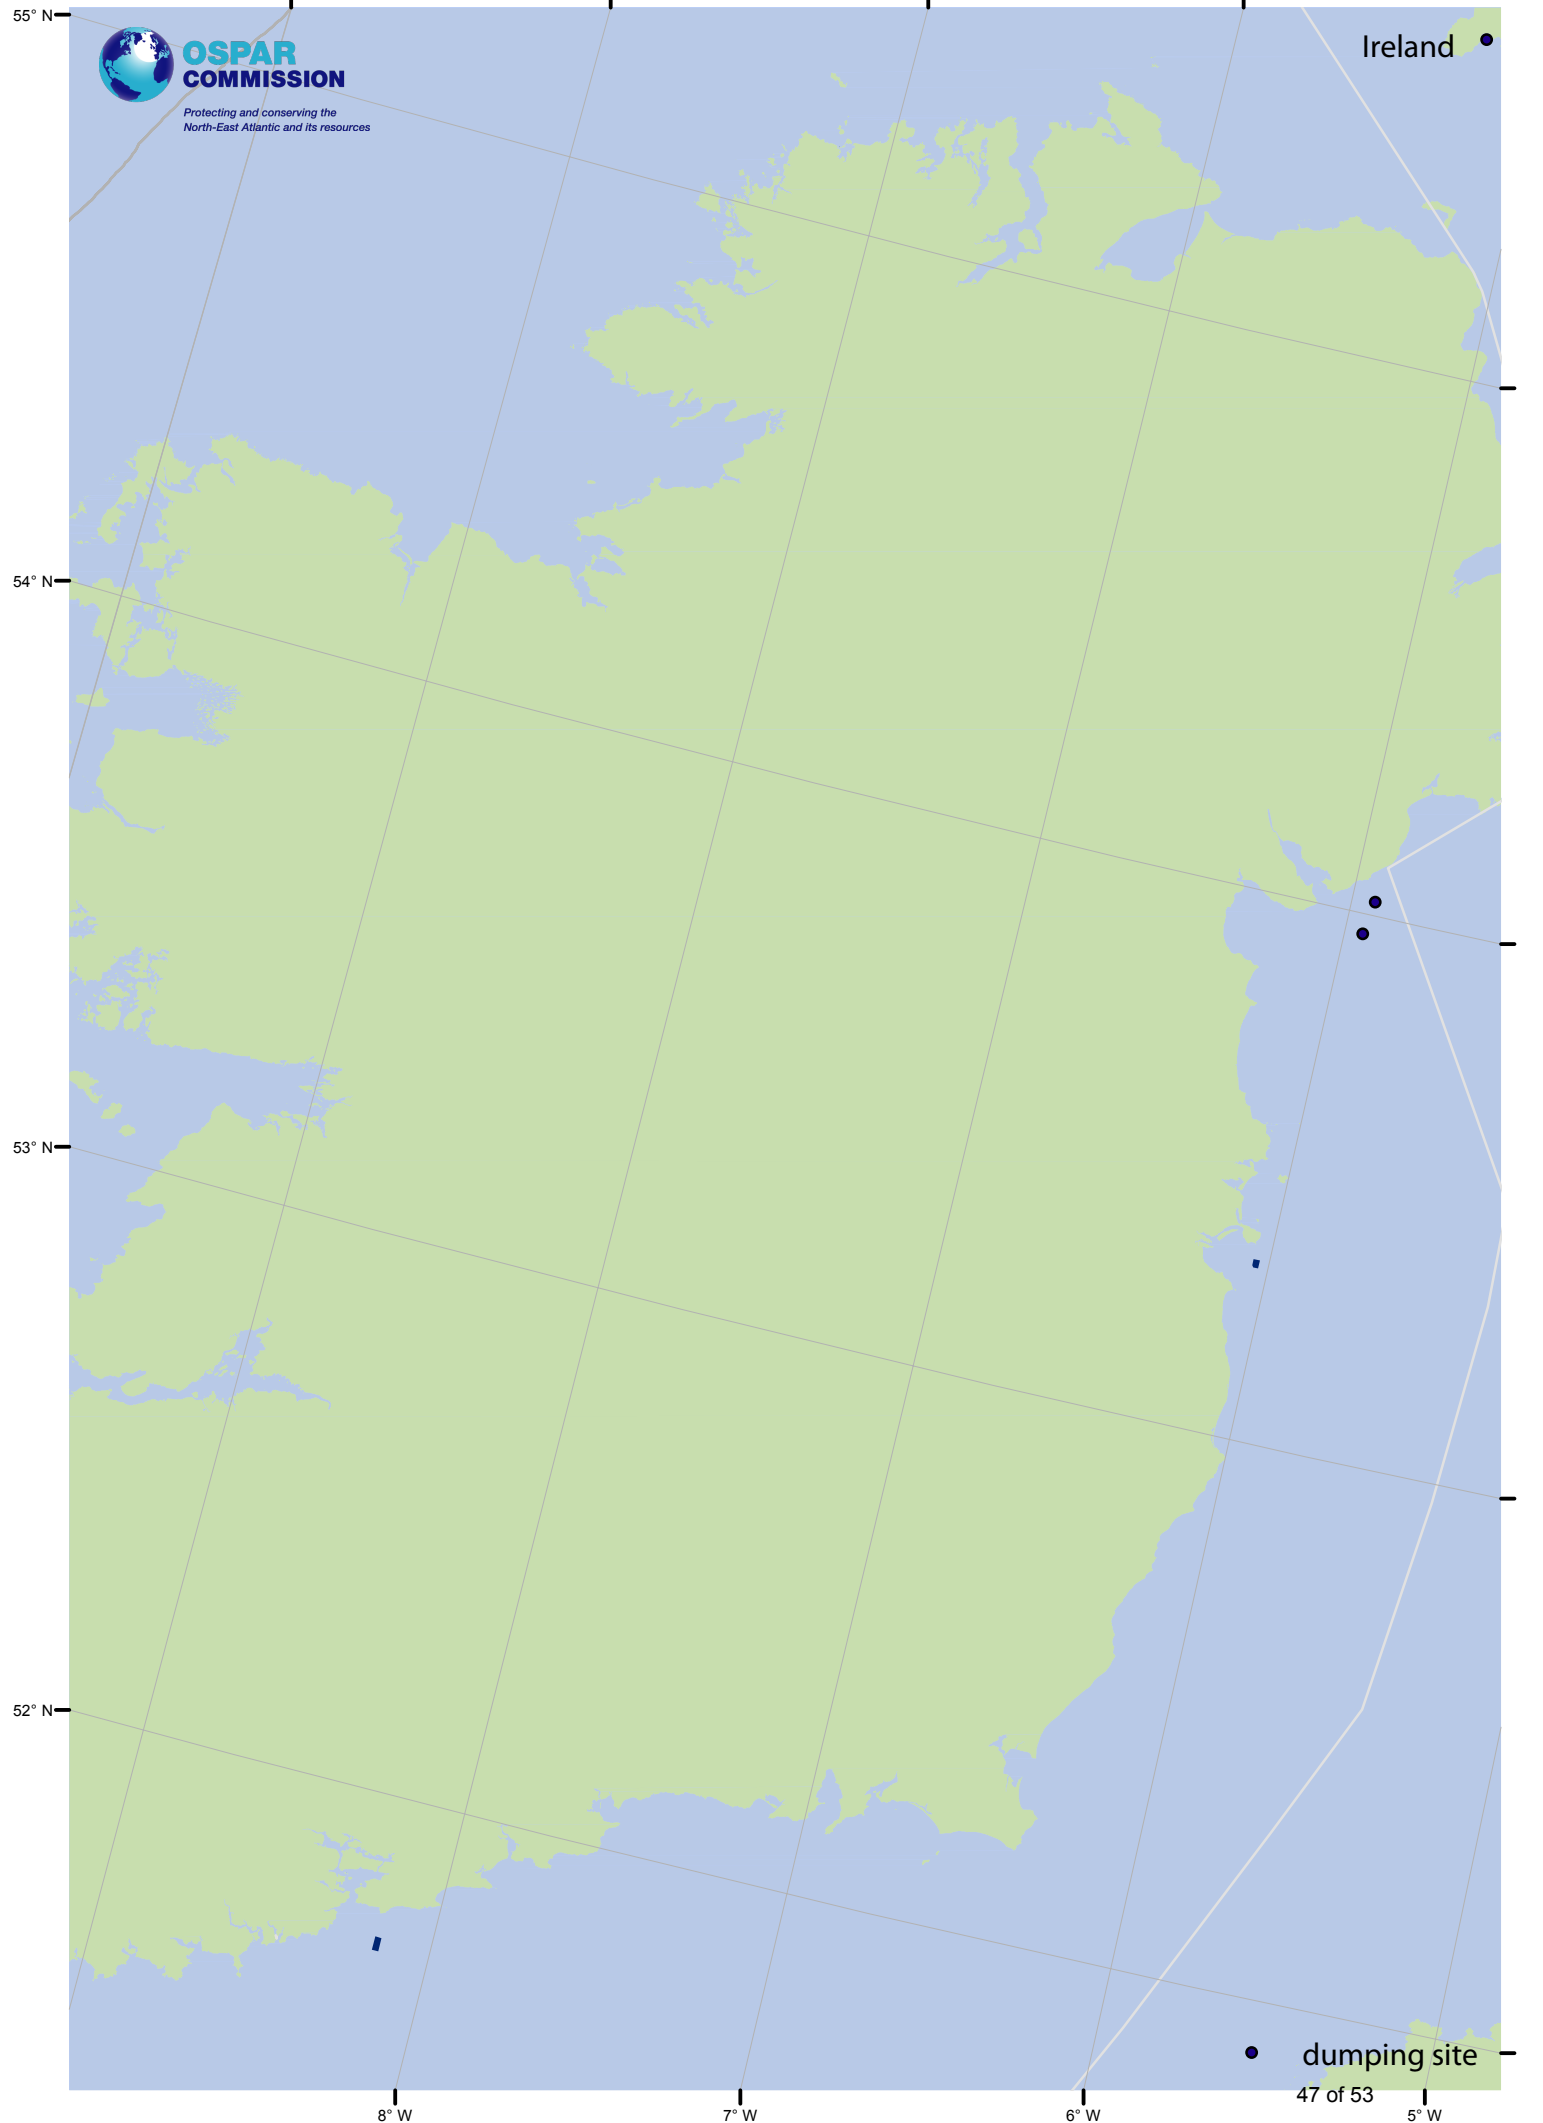 55° N
OSPAR
COMMISSION
Protecting and conserving the
North-East Atlantic and its resources
Ireland
54° N
53° N
52° N
dumping site
47 of 53
8° W
7° W
6° W
5° W